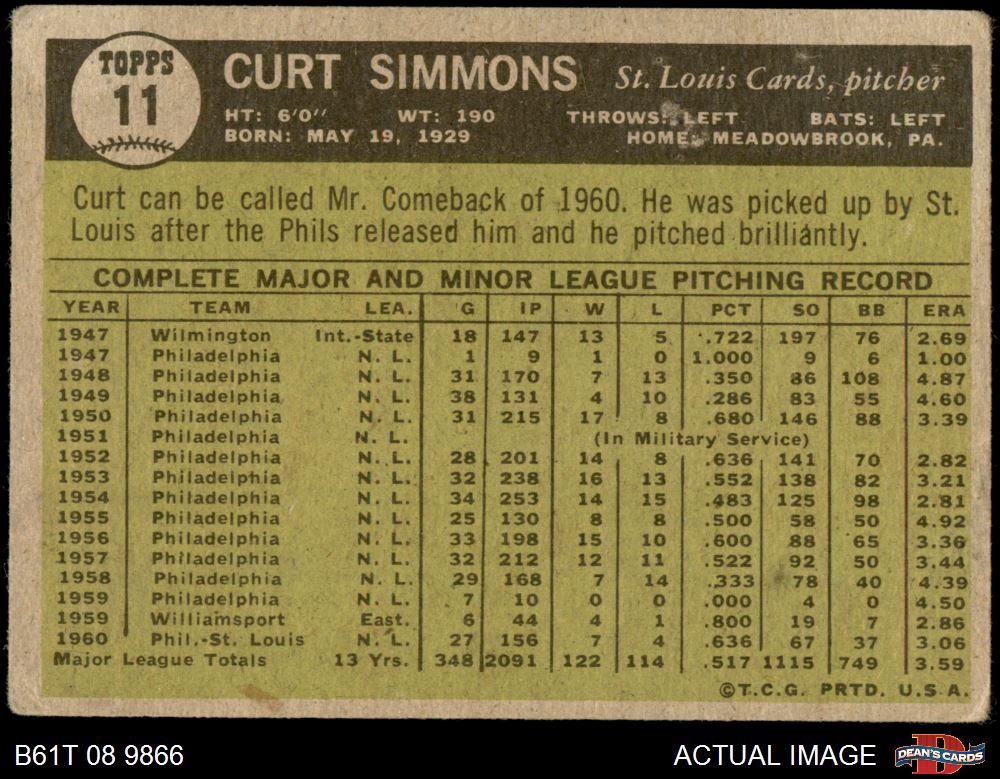 TOPPS
11
CURT SIMMONS St. Louis Cards, pitcher
HT: 6'0" WT: 190 THROWS: LEFT BATS: LEFT
BORN: MAY 19, 1929 HOME: MEADOWBROOK, PA.
Curt can be called Mr. Comeback of 1960. He was picked up by St.
Louis after the Phils released him and he pitched brilliantly.
COMPLETE MAJOR AND MINOR LEAGUE PITCHING RECORD
YEAR TEAM LEA. G IP W L PCT SO BB ERA
1947 Wilmington Int.-State 18 147 13 5 .722 197 76 2.69
1947 Philadelphia N. L. 1 9 1 0 1.000 9 6 1.00
1948 Philadelphia N. L. 31 170 7 13 .350 86 108 4.87
1949 Philadelphia N. L. 38 131 4 10 .286 83 55 4.60
1950 Philadelphia N. L. 31 215 17 8 .680 146 88 3.39
1951 Philadelphia N. L. (In Military Service)
1952 Philadelphia N. L. 28 201 14 8 .636 141 70 2.82
1953 Philadelphia N. L. 32 238 16 13 .552 138 82 3.21
1954 Philadelphia N. L. 34 253 14 15 .483 125 98 2.81
1955 Philadelphia N. L. 25 130 8 8 .500 58 50 4.92
1956 Philadelphia N. L. 33 198 15 10 .600 88 65 3.36
1957 Philadelphia N. L. 32 212 12 11 .522 92 50 3.44
1958 Philadelphia N. L. 29 168 7 14 .333 78 40 4.39
1959 Philadelphia N. L. 7 10 0 0 .000 4 0 4.50
1959 Williamsport East. 6 44 4 1 .800 19 7 2.86
1960 Phil.-St. Louis N. L. 27 156 7 4 .636 67 37 3.06
Major League Totals 13 Yrs. 348 2091 122 114 .517 1115 749 3.59
©T.C.G. PRTD. U.S.A.
B61T 08 9866 ACTUAL IMAGE DEAN'S CARDS